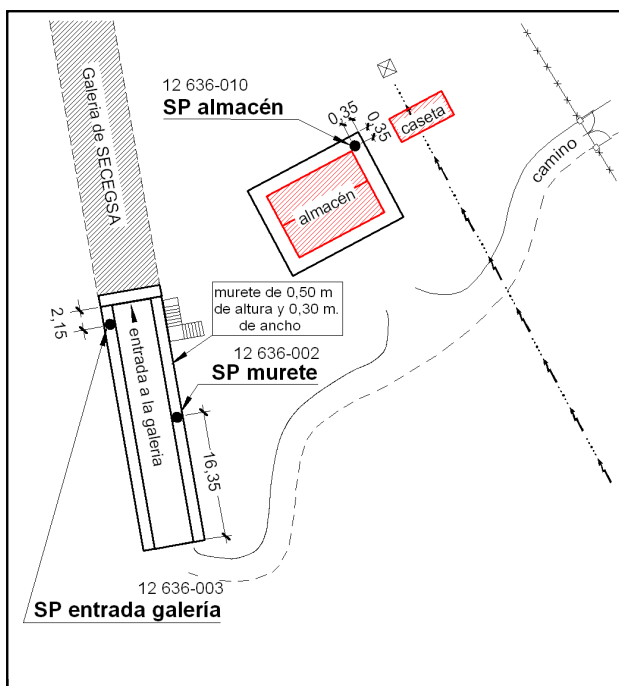 Galería de SECEGSA
12 636-010
SP almacén
0,35
0,35
caseta
camino
almacén
2,15
entrada a la galería
murete de 0,50 m
de altura y 0,30 m.
de ancho
12 636-002
SP murete
16,35
12 636-003
SP entrada galería